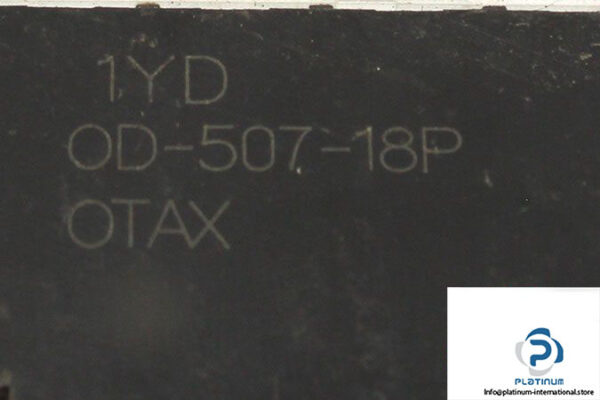 1YD
OD-507-18P
OTAX
PLATINUM
Info@platinum-international.store